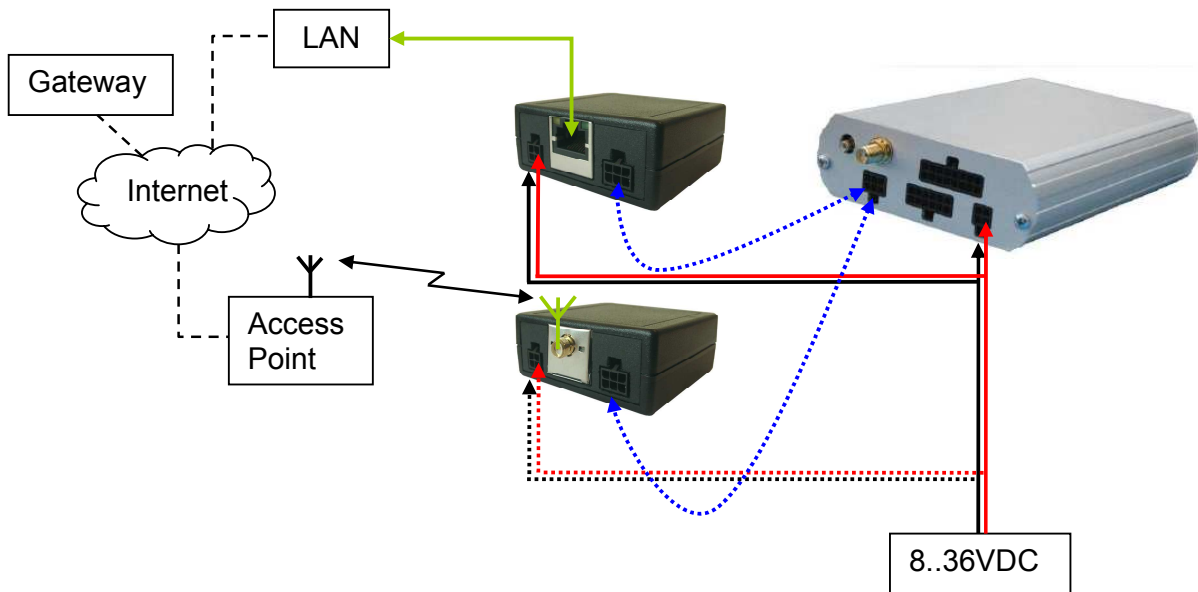 LAN
Gateway
Internet
Access
Point
8..36VDC